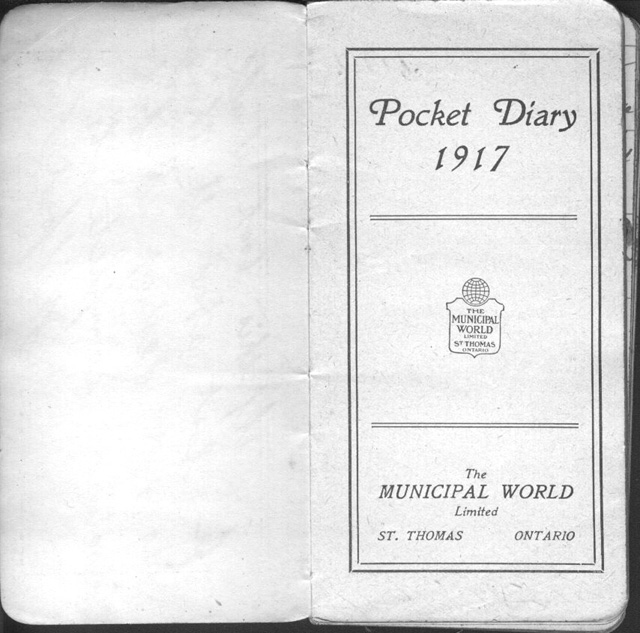 Pocket Diary
1917
THE
MUNICIPAL
WORLD
LIMITED
ST THOMAS
ONTARIO
The
MUNICIPAL WORLD
Limited
ST. THOMAS ONTARIO